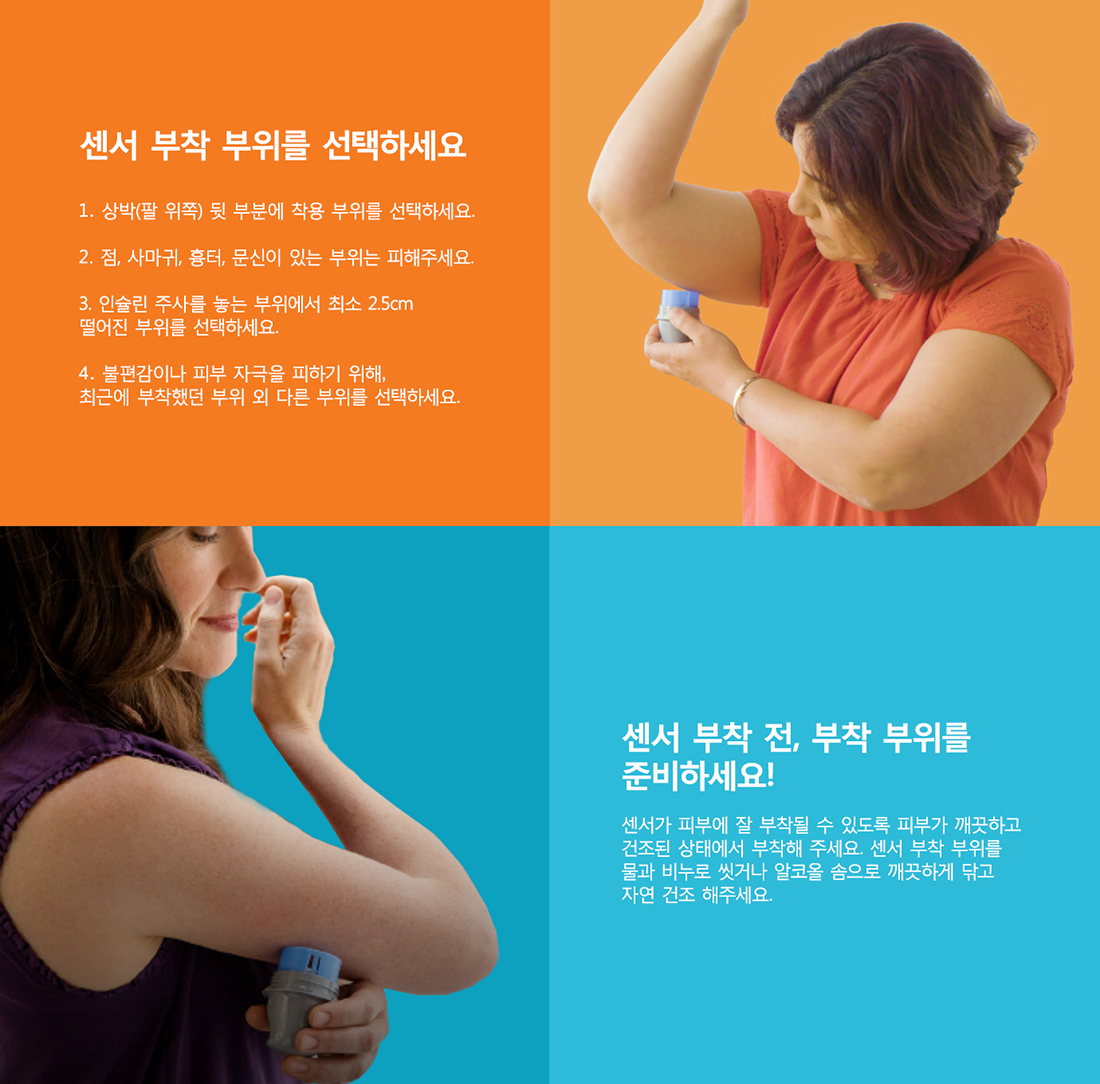 센서 부착 부위를 선택하세요
1. 상박(팔 위쪽) 뒷 부분에 착용 부위를 선택하세요.
2. 점, 사마귀, 흉터, 문신이 있는 부위는 피해주세요.
3. 인슐린 주사를 놓는 부위에서 최소 2.5cm
떨어진 부위를 선택하세요.
4. 불편감이나 피부 자극을 피하기 위해,
최근에 부착했던 부위 외 다른 부위를 선택하세요.
센서 부착 전, 부착 부위를
준비하세요!
센서가 피부에 잘 부착될 수 있도록 피부가 깨끗하고
건조된 상태에서 부착해 주세요. 센서 부착 부위를
물과 비누로 씻거나 알코올 솜으로 깨끗하게 닦고
자연 건조 해주세요.